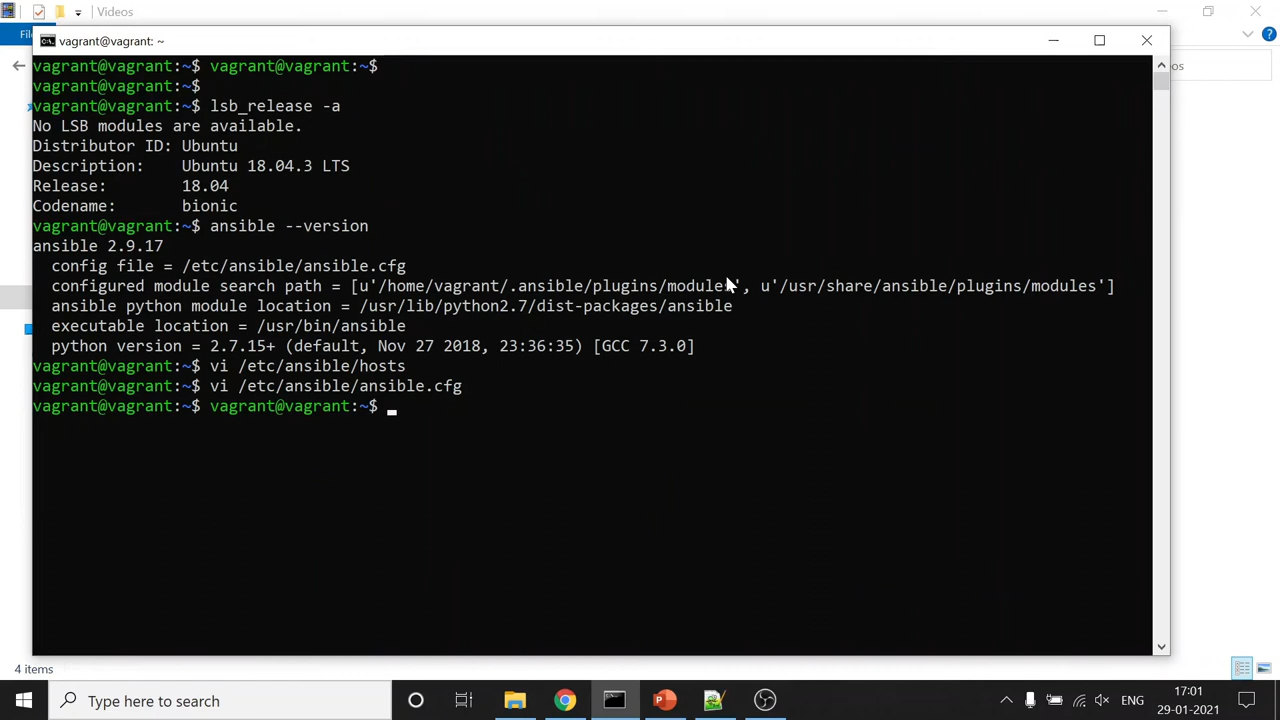 Videos
vagrant@vagrant: ~
vagrant@vagrant:~$ vagrant@vagrant:~$
vagrant@vagrant:~$
vagrant@vagrant:~$ lsb_release -a
No LSB modules are available.
Distributor ID: Ubuntu
Description:    Ubuntu 18.04.3 LTS
Release:        18.04
Codename:       bionic
vagrant@vagrant:~$ ansible --version
ansible 2.9.17
  config file = /etc/ansible/ansible.cfg
  configured module search path = [u'/home/vagrant/.ansible/plugins/modules', u'/usr/share/ansible/plugins/modules']
  ansible python module location = /usr/lib/python2.7/dist-packages/ansible
  executable location = /usr/bin/ansible
  python version = 2.7.15+ (default, Nov 27 2018, 23:36:35) [GCC 7.3.0]
vagrant@vagrant:~$ vi /etc/ansible/hosts
vagrant@vagrant:~$ vi /etc/ansible/ansible.cfg
vagrant@vagrant:~$ vagrant@vagrant:~$
4 items
Type here to search
ENG
17:01
29-01-2021